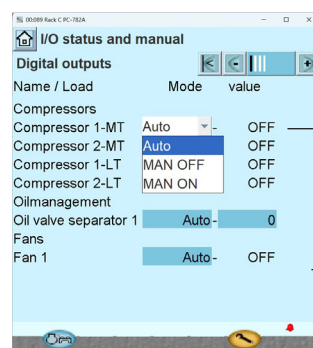 00:089 Rack C PC-782A
I/O status and manual
Digital outputs
Name / Load Mode value
Compressors
Compressor 1-MT Auto - OFF
Compressor 2-MT Auto OFF
Compressor 1-LT MAN OFF OFF
Compressor 2-LT MAN ON OFF
Oilmanagement
Oil valve separator 1 Auto - 0
Fans
Fan 1 Auto - OFF